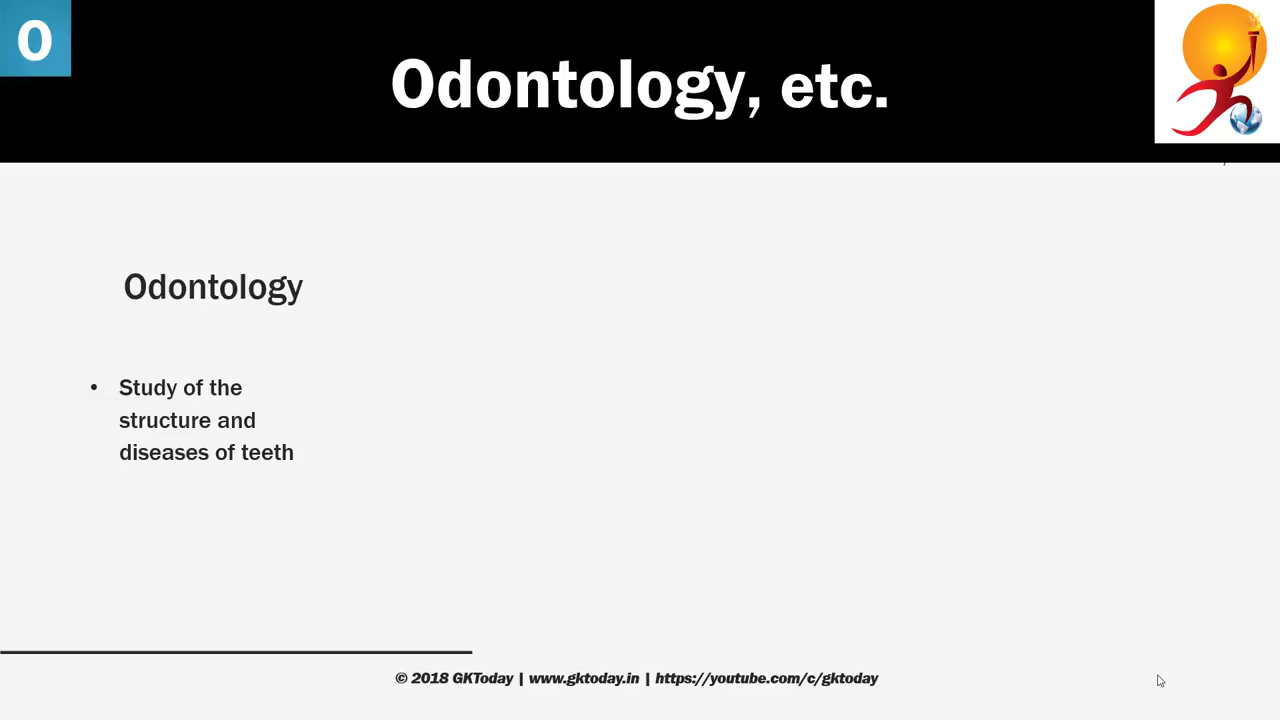 O
Odontology, etc.
Odontology
• Study of the
structure and
diseases of teeth
© 2018 GKToday | www.gktoday.in | https://youtube.com/c/gktoday